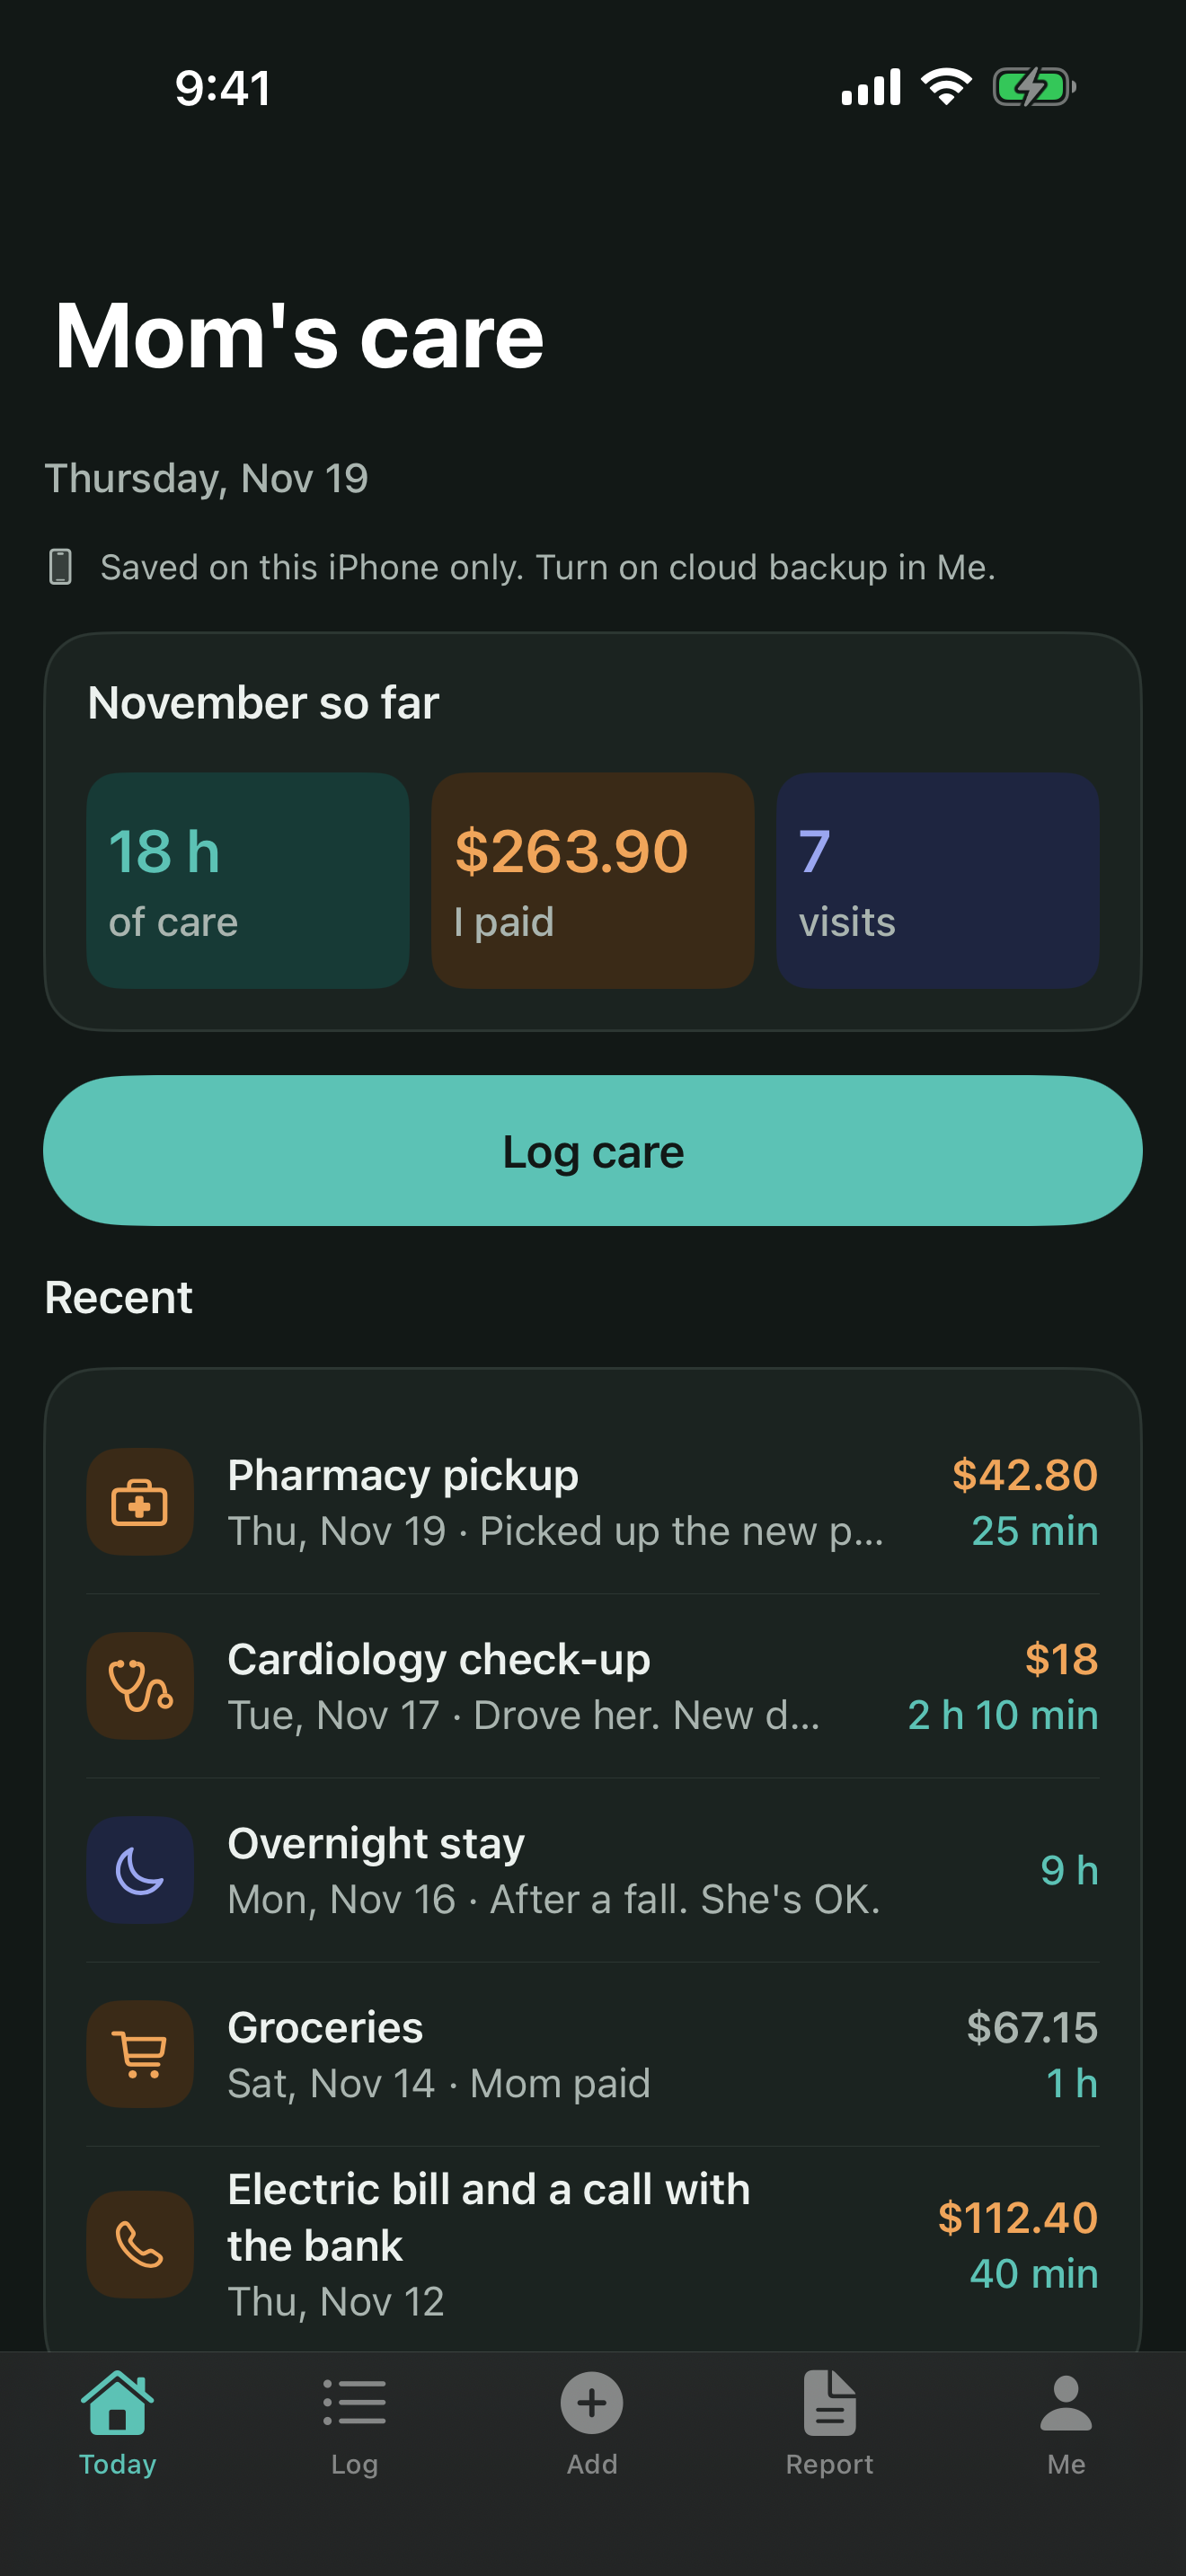 9:41
Mom's care
Thursday, Nov 19
Saved on this iPhone only. Turn on cloud backup in Me.
November so far
18 h
of care
$263.90
I paid
7
visits
Log care
Recent
Pharmacy pickup
$42.80
Thu, Nov 19 · Picked up the new p...
25 min
Cardiology check-up
$18
Tue, Nov 17 · Drove her. New d...
2 h 10 min
Overnight stay
Mon, Nov 16 · After a fall. She's OK.
9 h
Groceries
$67.15
Sat, Nov 14 · Mom paid
1 h
Electric bill and a call with
the bank
$112.40
Thu, Nov 12
40 min
Today
Log
Add
Report
Me